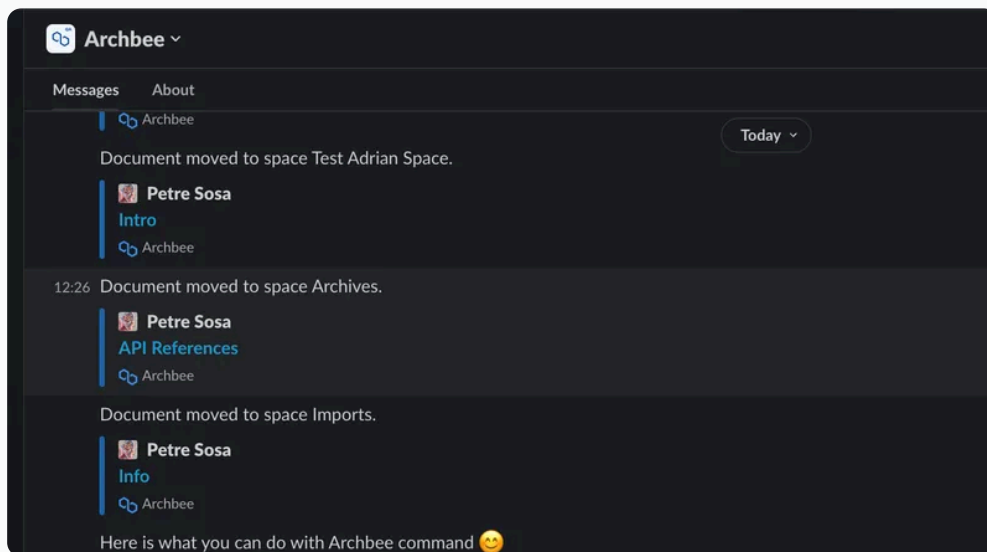 Archbee
Messages About
Archbee
Today
Document moved to space Test Adrian Space.
Petre Sosa
Intro
Archbee
12:26 Document moved to space Archives.
Petre Sosa
API References
Archbee
Document moved to space Imports.
Petre Sosa
Info
Archbee
Here is what you can do with Archbee command 😊